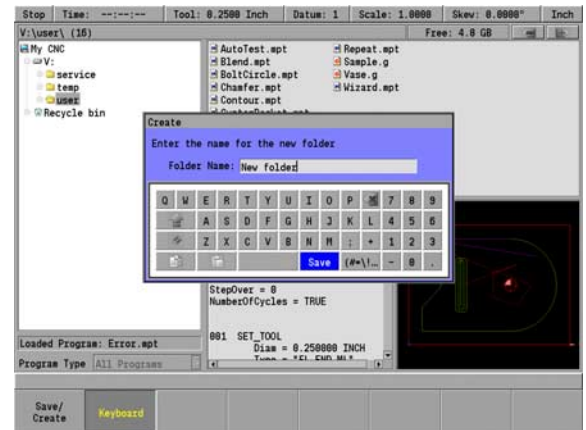 Stop Time: --:--:-- Tool: 0.2500 Inch Datum: 1 Scale: 1.0000 Skew: 0.0000° Inch
V:\user\ (16) Free: 4.8 GB
My CNC
V:
service
temp
user
Recycle bin
AutoTest.mpt Repeat.mpt
Blend.mpt Sample.g
BoltCircle.mpt Vase.g
Chamfer.mpt Wizard.mpt
Contour.mpt
Create
Enter the name for the new folder
Folder Name: New folder
Q W E R T Y U I O P 7 8 9
A S D F G H J K L 4 5 6
Z X C V B N M ; + 1 2 3
Save (#*\!… - 0 .
StepOver = 0
NumberOfCycles = TRUE
001 SET_TOOL
Diam = 0.250000 INCH
Loaded Program: Error.mpt
Program Type All Programs
Save/
Create
Keyboard